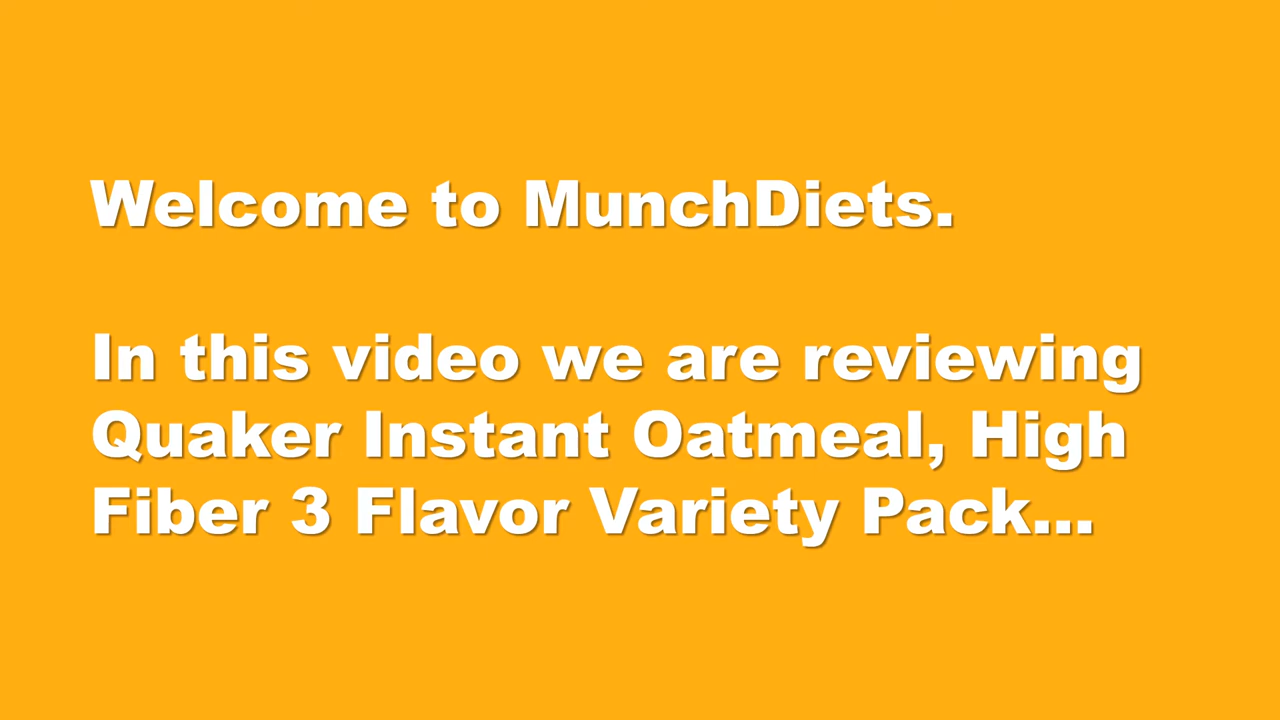 Welcome to MunchDiets.
In this video we are reviewing
Quaker Instant Oatmeal, High
Fiber 3 Flavor Variety Pack...